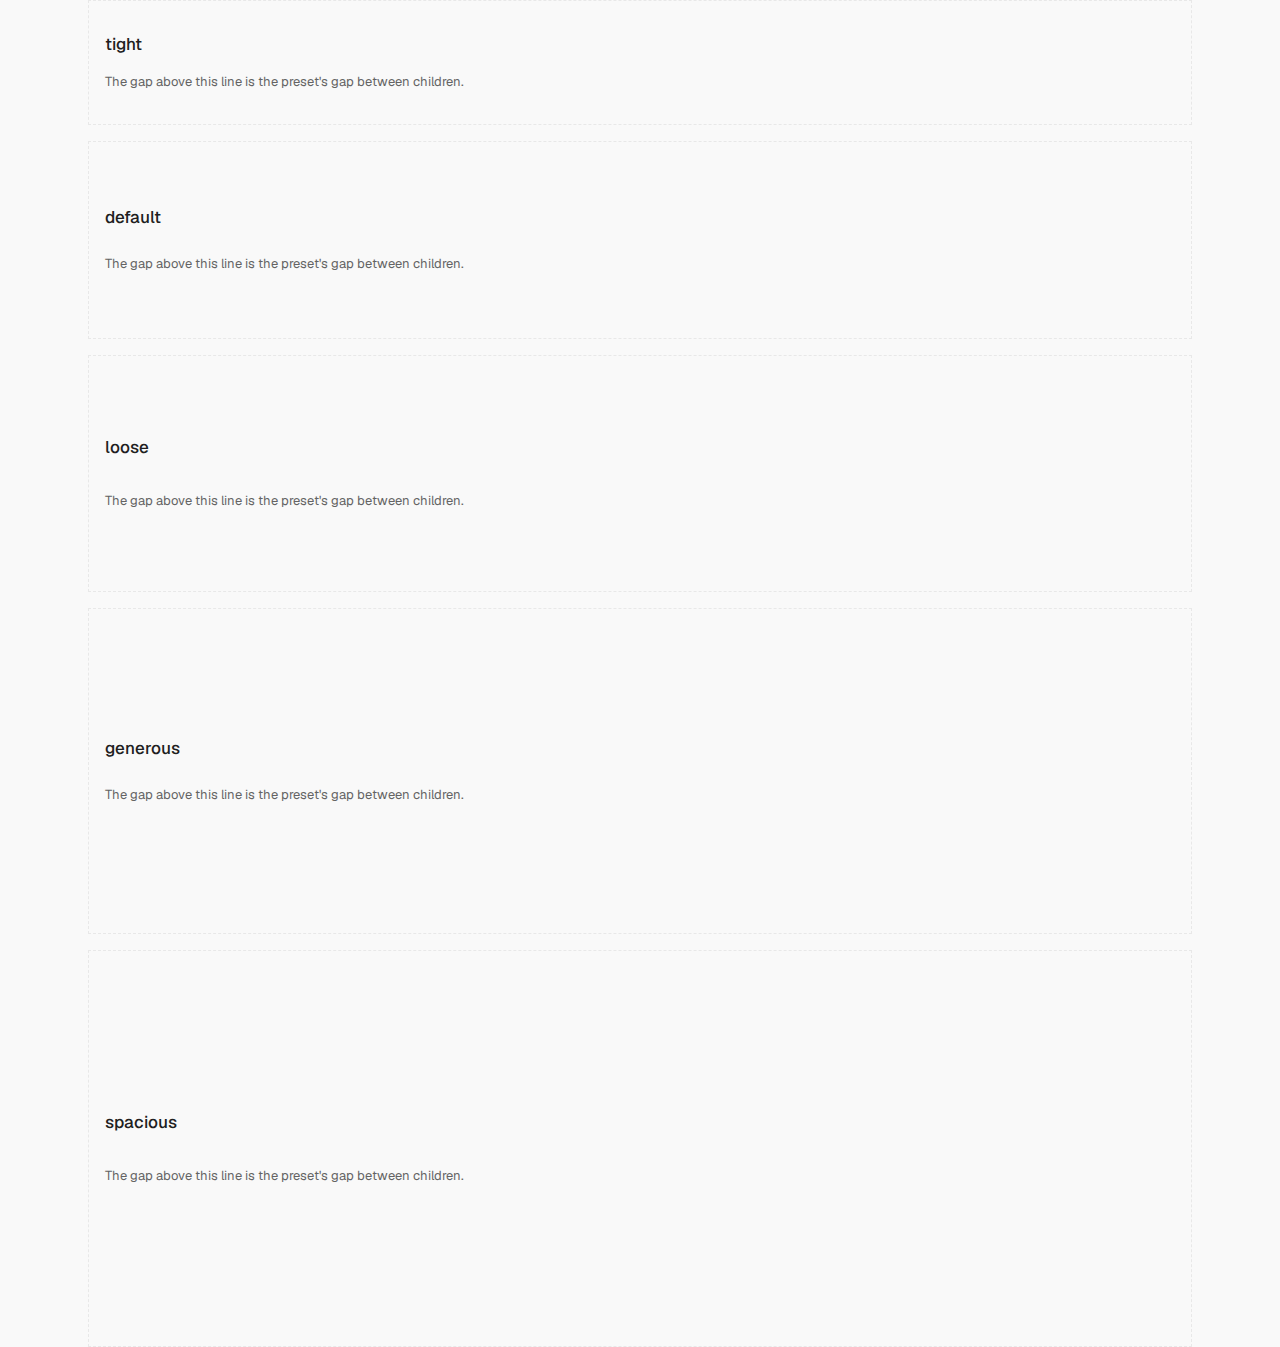 tight
The gap above this line is the preset's gap between children.
default
The gap above this line is the preset's gap between children.
loose
The gap above this line is the preset's gap between children.
generous
The gap above this line is the preset's gap between children.
spacious
The gap above this line is the preset's gap between children.